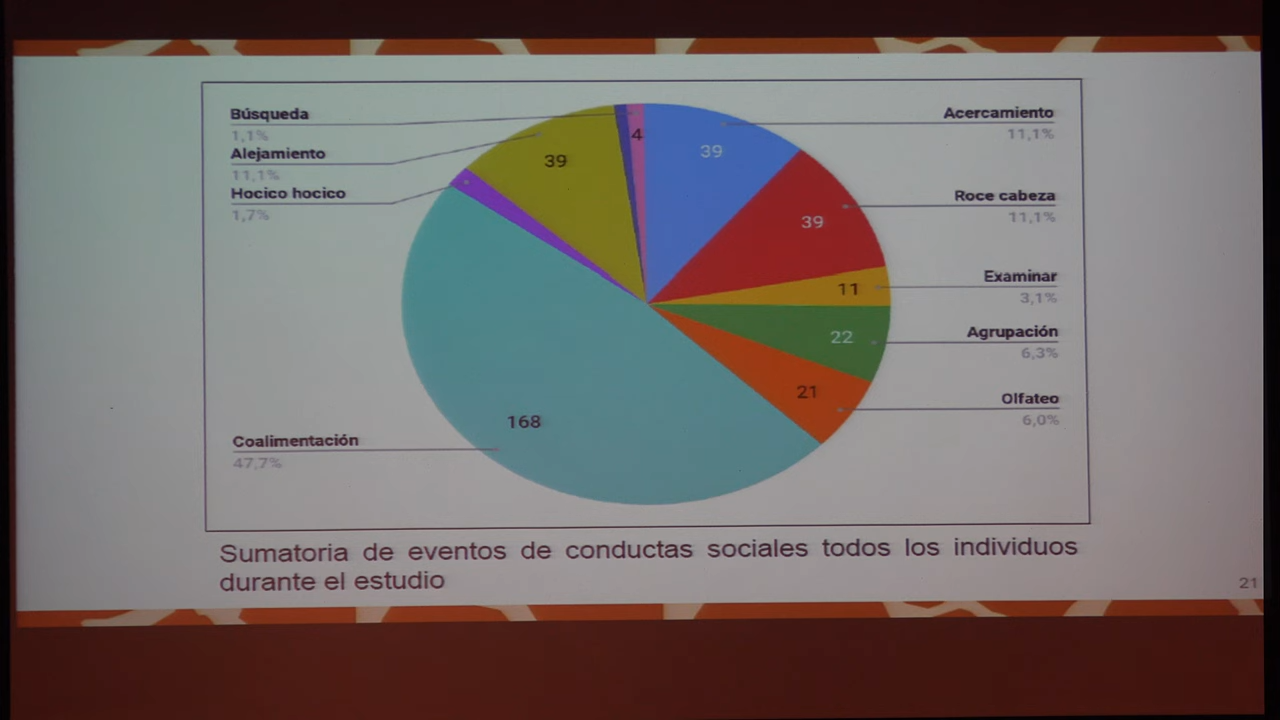 Búsqueda
1,1%
Alejamiento
11,1%
Hocico hocico
1,7%
Coalimentación
47,7%
39
4
39
39
11
22
21
168
Acercamiento
11,1%
Roce cabeza
11,1%
Examinar
3,1%
Agrupación
6,3%
Olfateo
6,0%
Sumatoria de eventos de conductas sociales todos los individuos
durante el estudio
21